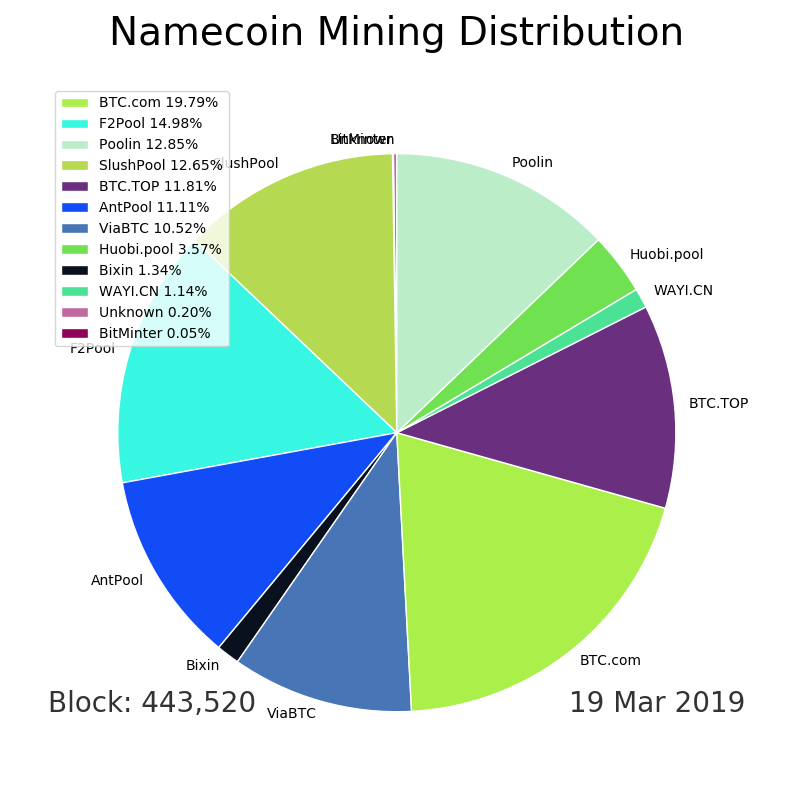 Namecoin Mining Distribution
BTC.com 19.79%
F2Pool 14.98%
Poolin 12.85%
SlushPool 12.65%
BTC.TOP 11.81%
AntPool 11.11%
ViaBTC 10.52%
Huobi.pool 3.57%
Bixin 1.34%
WAYI.CN 1.14%
Unknown 0.20%
BitMinter 0.05%
BitMinter
Unknown
Poolin
SlushPool
Huobi.pool
WAYI.CN
F2Pool
BTC.TOP
AntPool
BTC.com
Bixin
ViaBTC
Block: 443,520
19 Mar 2019